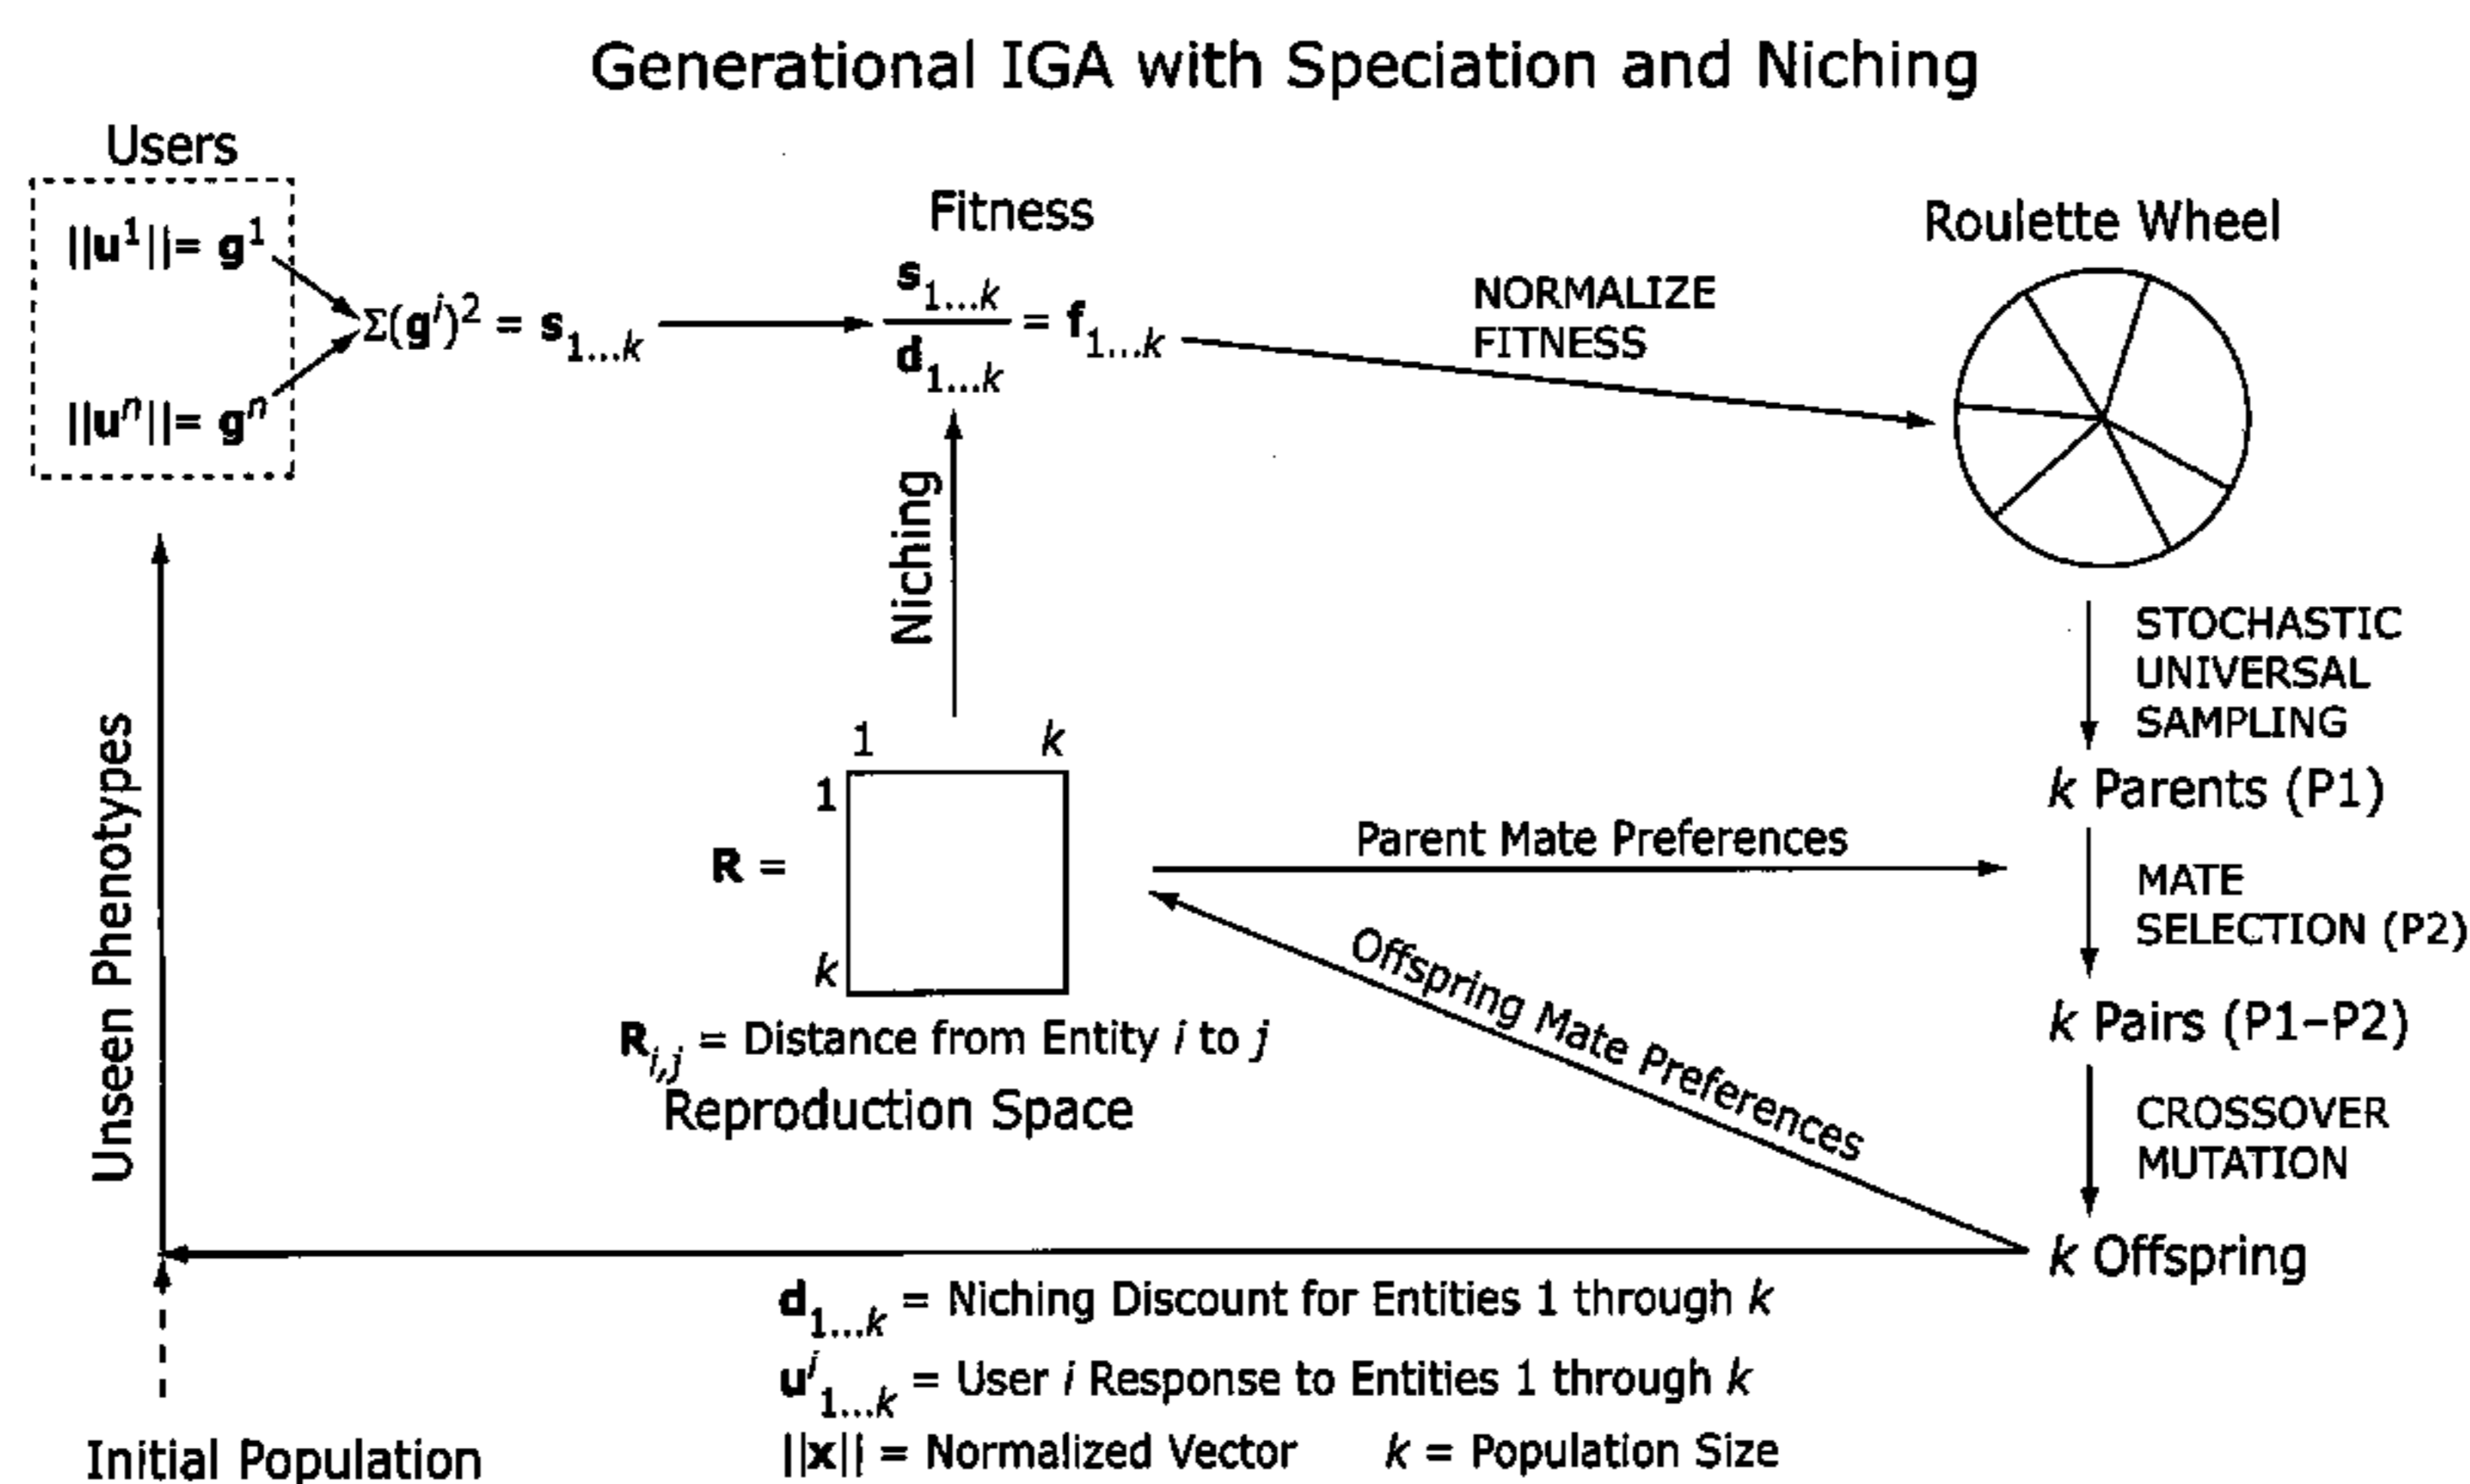 Generational IGA with Speciation and Niching
Users
||u¹||= g¹
||uⁿ||= gⁿ
Σ(gⁱ)² = s₁…k
Fitness
s₁…k
d₁…k
= f₁…k
NORMALIZE
FITNESS
Roulette Wheel
STOCHASTIC
UNIVERSAL
SAMPLING
k Parents (P1)
MATE
SELECTION (P2)
k Pairs (P1–P2)
CROSSOVER
MUTATION
k Offspring
Niching
1 k
1
R =
k
R i,j = Distance from Entity i to j
Reproduction Space
Parent Mate Preferences
Offspring Mate Preferences
Unseen Phenotypes
Initial Population
d₁…k = Niching Discount for Entities 1 through k
uⁱ₁…k = User i Response to Entities 1 through k
||x|| = Normalized Vector k = Population Size